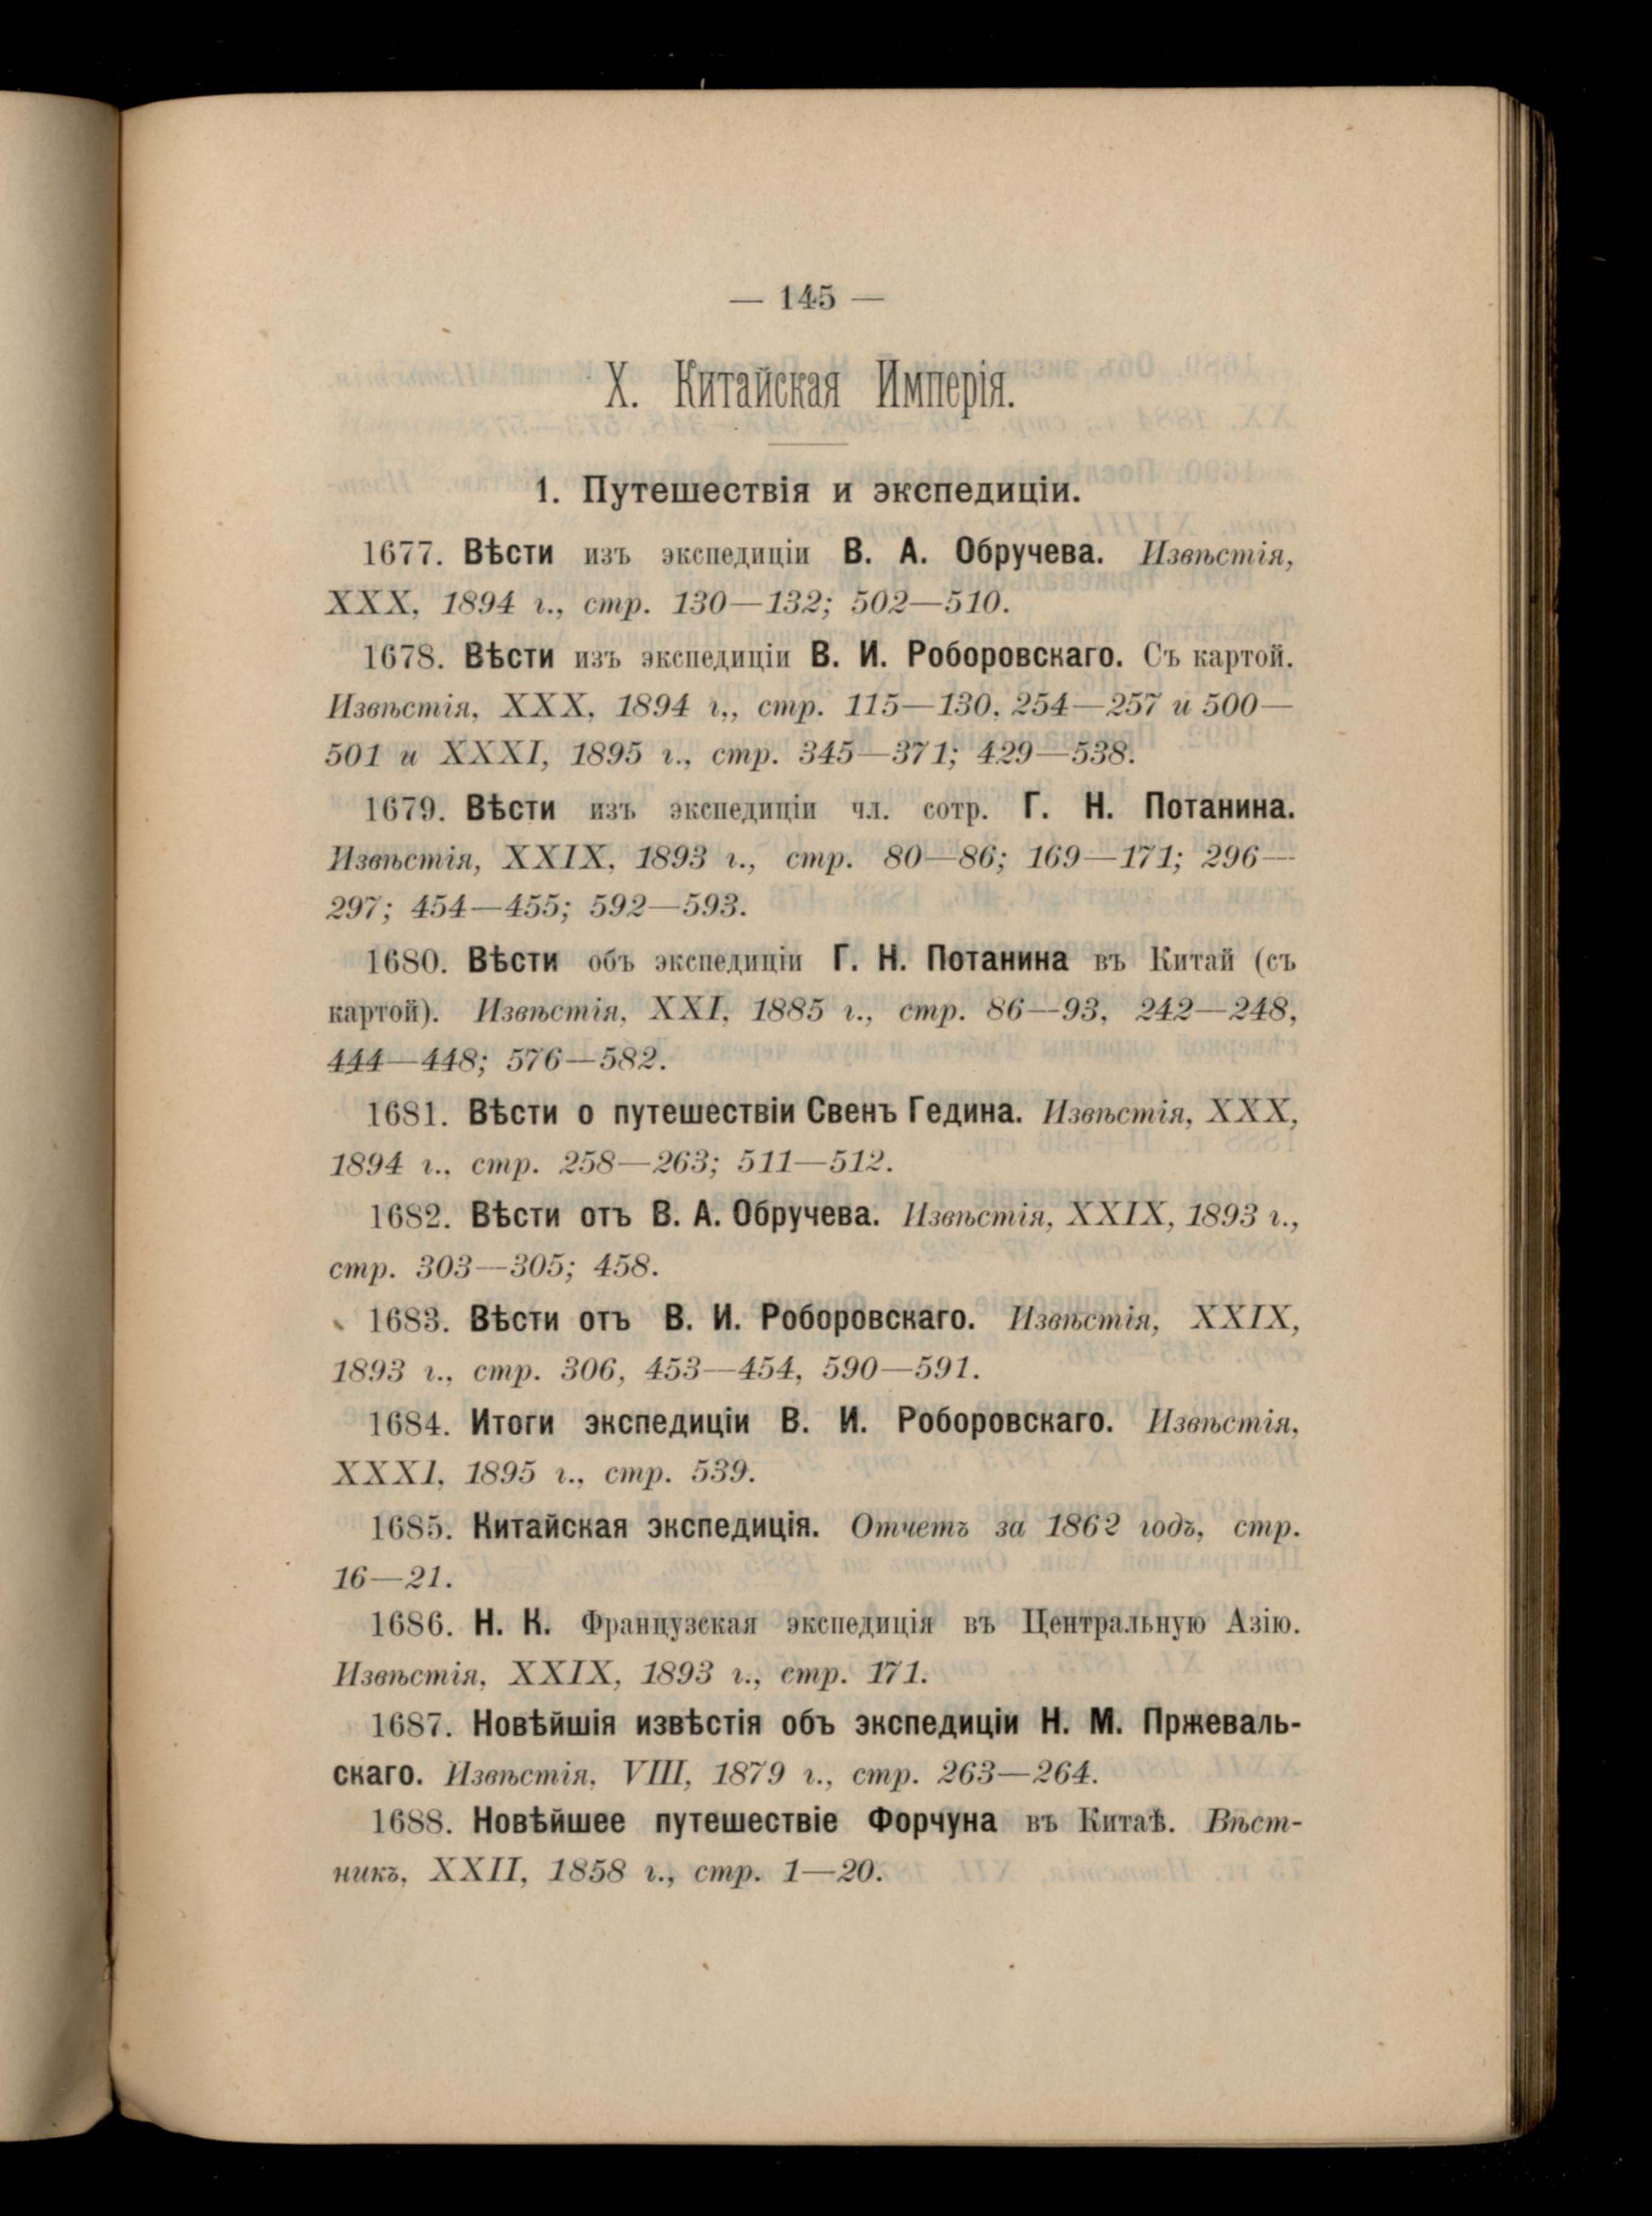 — 145 —
X. Китайская Имперія.
1. Путешествія и экспедиціи.
1677. Вѣсти изъ экспедиціи В. А. Обручева. Извѣстія,
XXX, 1894 г., стр. 130—132; 502—510.
1678. Вѣсти изъ экспедиціи В. И. Роборовскаго. Съ картой.
Извѣстія, XXX, 1894 г., стр. 115—130, 254—257 и 500—
501 и XXXI, 1895 г., стр. 345—371; 429—538.
1679. Вѣсти изъ экспедиціи чл. сотр. Г. Н. Потанина.
Извѣстія, XXIX, 1893 г., стр. 80—86; 169—171; 296—
297; 454—455; 592—593.
1680. Вѣсти объ экспедиціи Г. Н. Потанина въ Китай (съ
картой). Извѣстія, XXI, 1885 г., стр. 86—93, 242—248,
444—448; 576—582.
1681. Вѣсти о путешествіи Свенъ Гедина. Извѣстія, XXX,
1894 г., стр. 258—263; 511—512.
1682. Вѣсти отъ В. А. Обручева. Извѣстія, XXIX, 1893 г.,
стр. 303—305; 458.
1683. Вѣсти отъ В. И. Роборовскаго. Извѣстія, XXIX,
1893 г., стр. 306, 453—454, 590—591.
1684. Итоги экспедиціи В. И. Роборовскаго. Извѣстія,
XXXI, 1895 г., стр. 539.
1685. Китайская экспедиція. Отчетъ за 1862 годъ, стр.
16—21.
1686. Н. К. Французская экспедиція въ Центральную Азію.
Извѣстія, XXIX, 1893 г., стр. 171.
1687. Новѣйшія извѣстія объ экспедиціи Н. М. Пржеваль-
скаго. Извѣстія, VIII, 1879 г., стр. 263—264.
1688. Новѣйшее путешествіе Форчуна въ Китаѣ. Вѣст-
никъ, XXII, 1858 г., стр. 1—20.